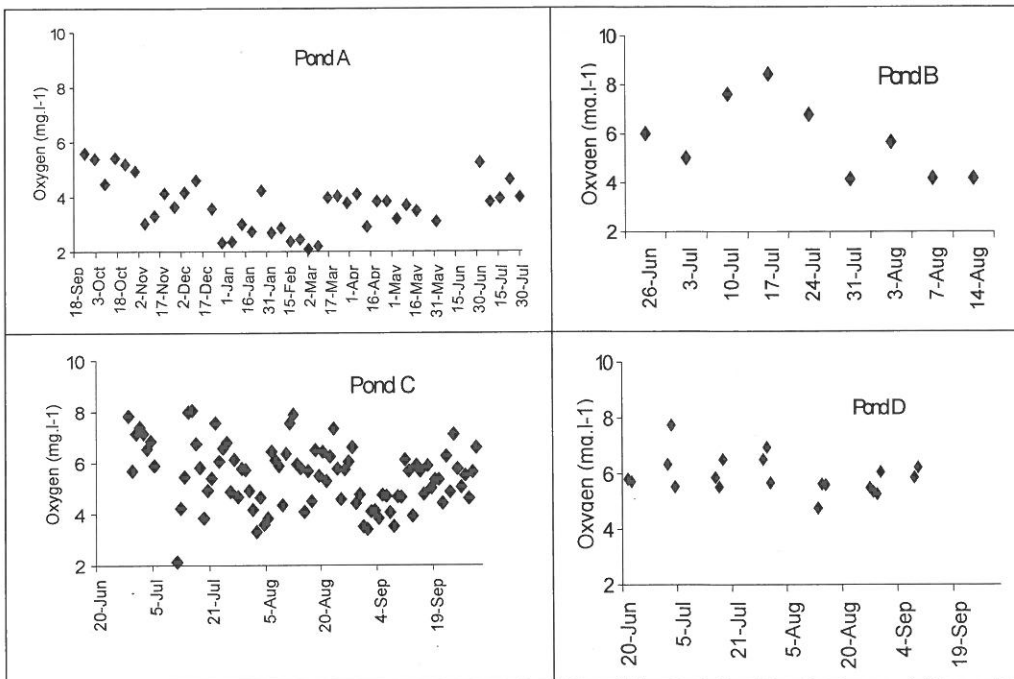 Pond A
Oxygen (mg.l-1)
10
8
6
4
2
18-Sep
3-Oct
18-Oct
2-Nov
17-Nov
2-Dec
17-Dec
1-Jan
16-Jan
31-Jan
15-Feb
2-Mar
17-Mar
1-Apr
16-Apr
1-May
16-May
31-May
15-Jun
30-Jun
15-Jul
30-Jul
Pond B
Oxvaen (ma.l-1)
10
8
6
4
2
26-Jun
3-Jul
10-Jul
17-Jul
24-Jul
31-Jul
3-Aug
7-Aug
14-Aug
Pond C
Oxygen (mg.l-1)
10
8
6
4
2
20-Jun
5-Jul
21-Jul
5-Aug
20-Aug
4-Sep
19-Sep
Pond D
Oxvaen (ma.l-1)
10
8
6
4
2
20-Jun
5-Jul
20-Jul
5-Aug
20-Aug
4-Sep
19-Sep